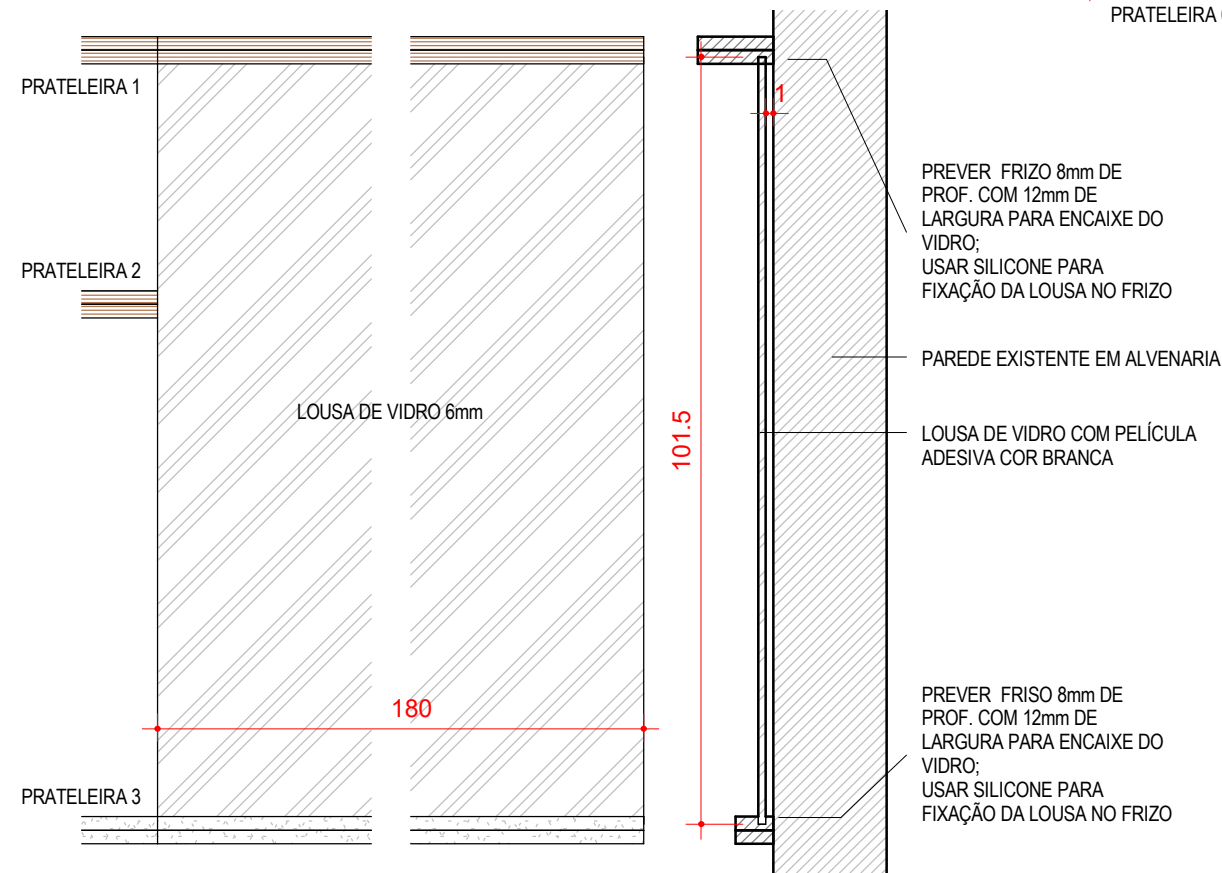 PRATELEIRA
PRATELEIRA 1
1
PREVER FRIZO 8mm DE
PROF. COM 12mm DE
LARGURA PARA ENCAIXE DO
VIDRO;
USAR SILICONE PARA
FIXAÇÃO DA LOUSA NO FRIZO
PRATELEIRA 2
PAREDE EXISTENTE EM ALVENARIA
LOUSA DE VIDRO 6mm
101.5
LOUSA DE VIDRO COM PELÍCULA
ADESIVA COR BRANCA
180
PREVER FRISO 8mm DE
PROF. COM 12mm DE
LARGURA PARA ENCAIXE DO
VIDRO;
USAR SILICONE PARA
FIXAÇÃO DA LOUSA NO FRIZO
PRATELEIRA 3